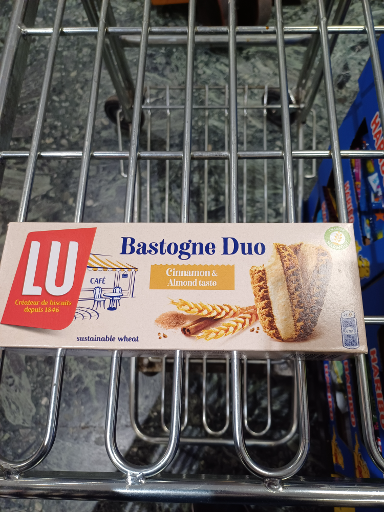 LU
Créateur de biscuits
depuis 1846
CAFÉ
sustainable wheat
Bastogne Duo
Cinnamon &
Almond taste